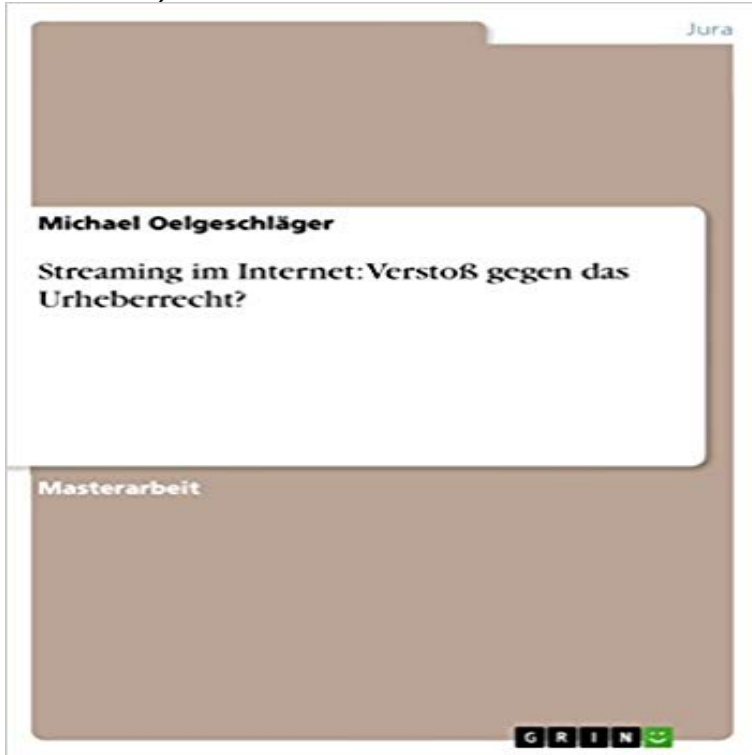 Jura
Michael Oelgeschläger
Streaming im Internet: Verstoß gegen das
Urheberrecht?
Masterarbeit
GRIN